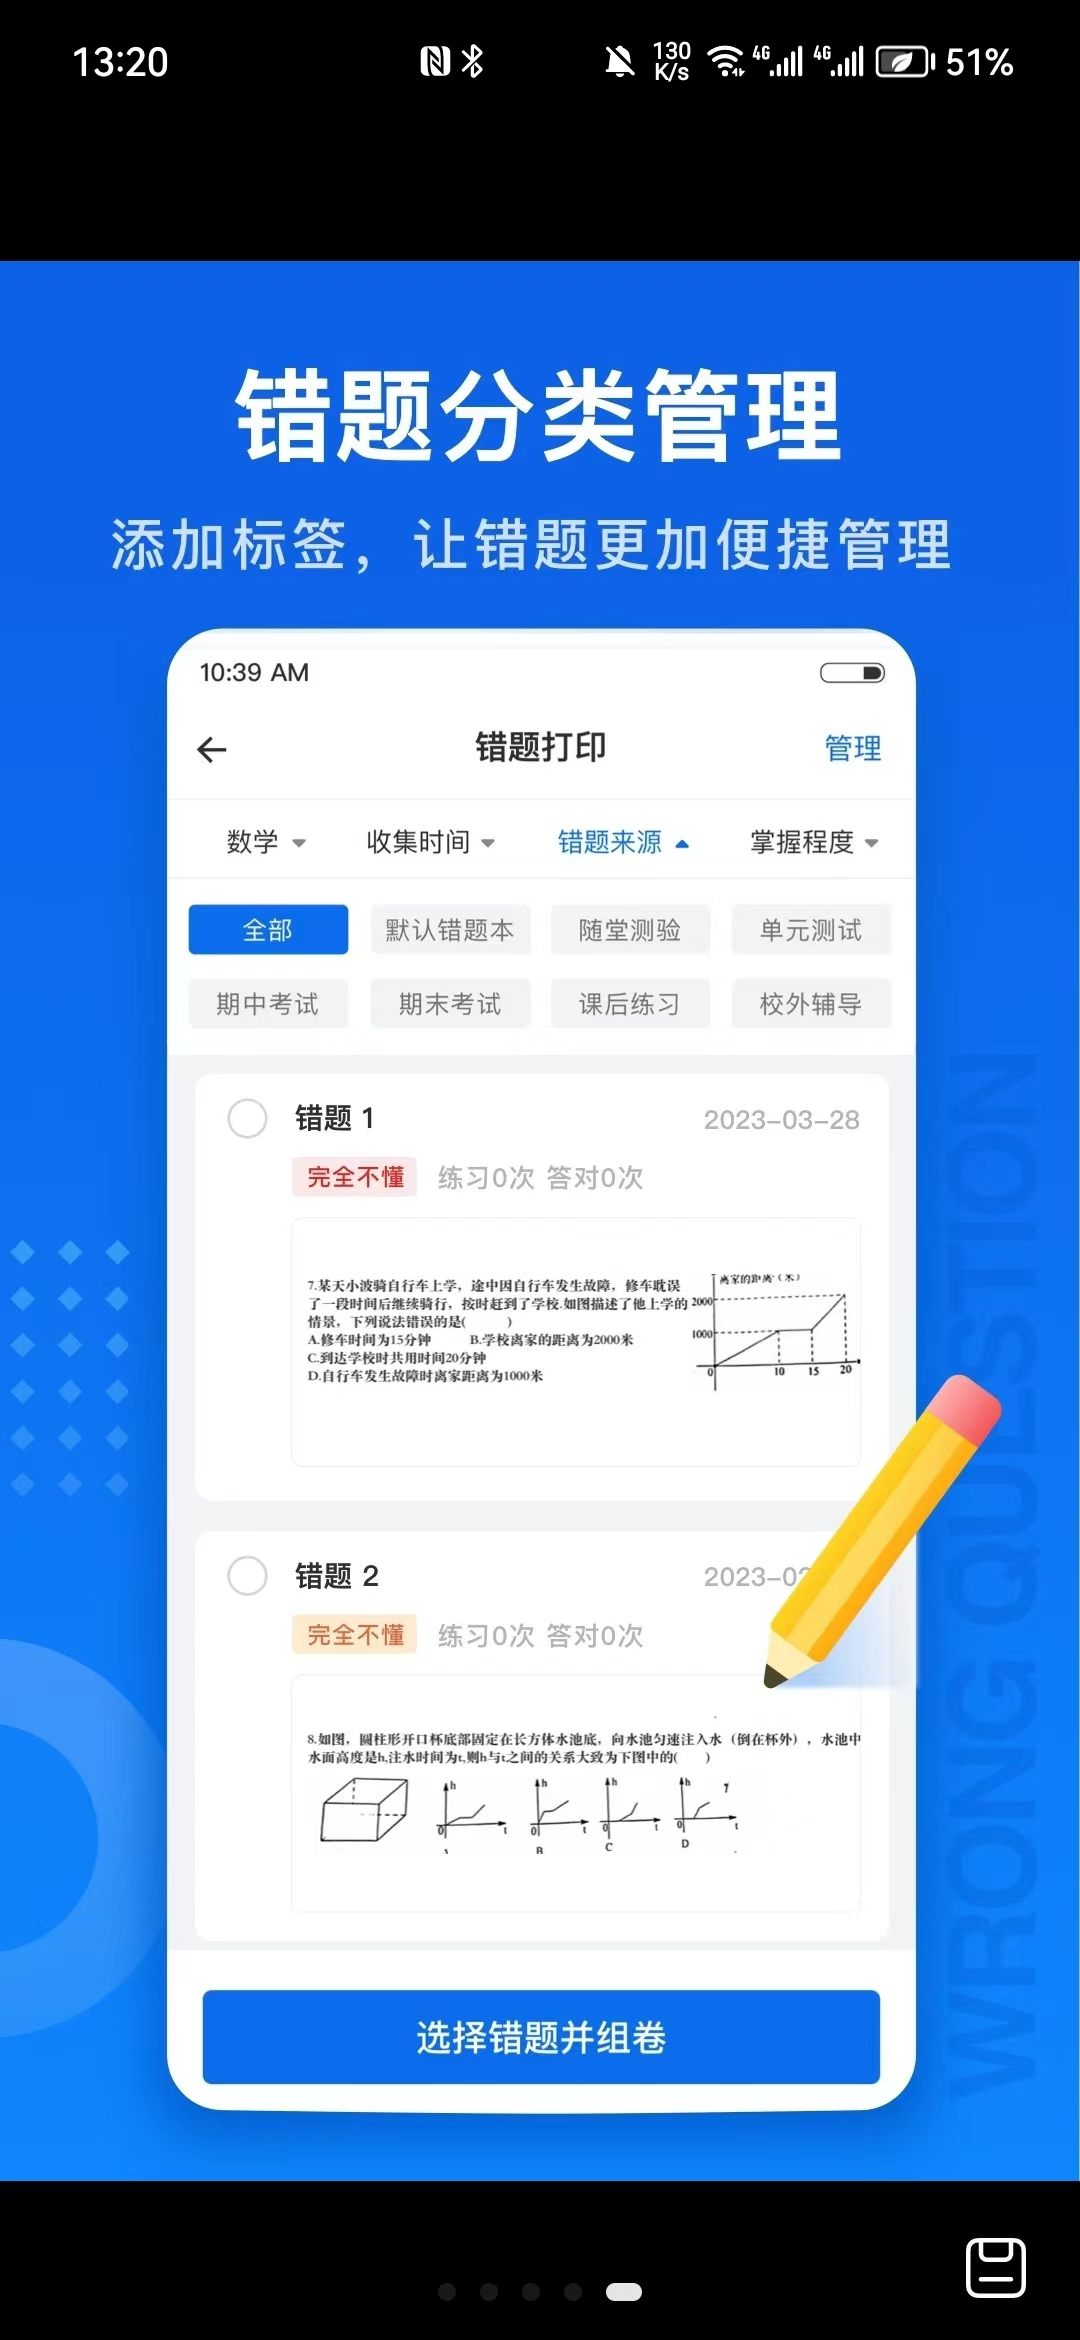 13:20
130 K/s
4G
4G
51%
错题分类管理
添加标签，让错题更加便捷管理
10:39 AM
错题打印
管理
数学
收集时间
错题来源
掌握程度
全部
默认错题本
随堂测验
单元测试
期中考试
期末考试
课后练习
校外辅导
错题 1
2023-03-28
完全不懂
练习0次 答对0次
7.某天小波骑自行车上学，途中因自行车发生故障，修车耽误
了一段时间后继续骑行，按时赶到了学校.如图描述了他上学的
情景，下列说法错误的是( )
A.修车时间为15分钟 B.学校离家的距离为2000米
C.到达学校时共用时间20分钟
D.自行车发生故障时离家距离为1000米
离家的距离（米）
2000
1000
0 10 15 20
错题 2
2023-02
完全不懂
练习0次 答对0次
8.如图，圆柱形开口杯底部固定在长方体水池底，向水池匀速注入水（倒在杯外），水池中
水面高度是h,注水时间为t,则h与t之间的关系大致为下图中的( )
h h h h
0 t 0 t 0 t 0 t
B C D
选择错题并组卷
WRONG QUESTION